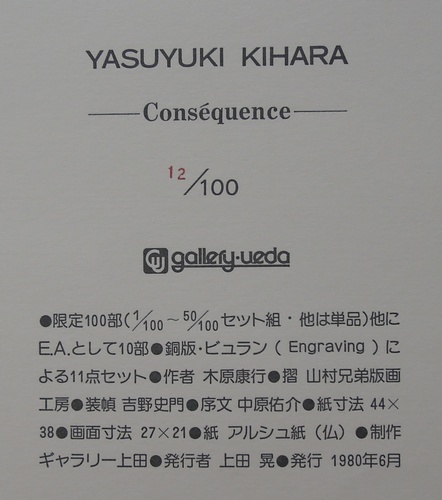 YASUYUKI KIHARA
Conséquence
12/100
gallery・ueda
●限定100部(1/100～50/100セット組・他は単品)他に
E.A.として10部●銅版・ビュラン(Engraving)に
よる11点セット●作者 木原康行●摺 山村兄弟版画
工房●装幀 吉野史門●序文 中原佑介●紙寸法 44×
38●画面寸法 27×21●紙 アルシュ紙(仏)●制作
ギャラリー上田●発行者 上田 晃●発行 1980年6月